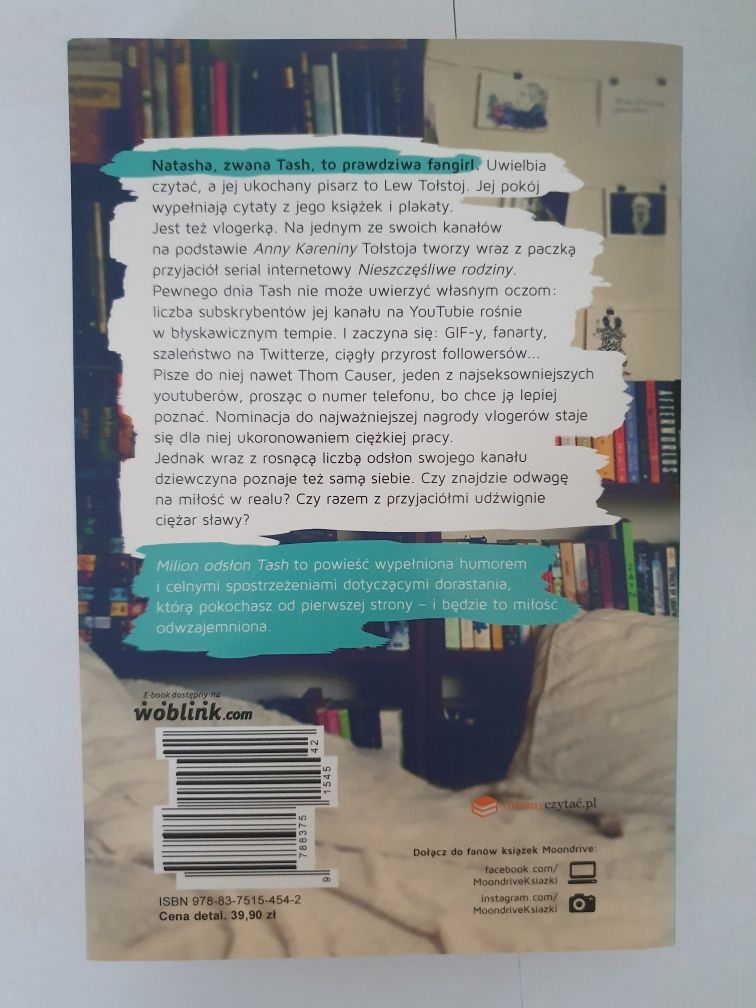 Natasha, zwana Tash, to prawdziwa fangirl. Uwielbia
czytać, a jej ukochany pisarz to Lew Tołstoj. Jej pokój
wypełniają cytaty z jego książek i plakaty.
Jest też vlogerką. Na jednym ze swoich kanałów
na podstawie Anny Kareniny Tołstoja tworzy wraz z paczką
przyjaciół serial internetowy Nieszczęśliwe rodziny.
Pewnego dnia Tash nie może uwierzyć własnym oczom:
liczba subskrybentów jej kanału na YouTubie rośnie
w błyskawicznym tempie. I zaczyna się: GIF-y, fanarty,
szaleństwo na Twitterze, ciągły przyrost followersów...
Pisze do niej nawet Thom Causer, jeden z najseksowniejszych
youtuberów, prosząc o numer telefonu, bo chce ją lepiej
poznać. Nominacja do najważniejszej nagrody vlogerów staje
się dla niej ukoronowaniem ciężkiej pracy.
Jednak wraz z rosnącą liczbą odsłon swojego kanału
dziewczyna poznaje też samą siebie. Czy znajdzie odwagę
na miłość w realu? Czy razem z przyjaciółmi udźwignie
ciężar sławy?
AFTERWORLDS
Milion odsłon Tash to powieść wypełniona humorem
i celnymi spostrzeżeniami dotyczącymi dorastania,
którą pokochasz od pierwszej strony – i będzie to miłość
odwzajemniona.
E-book dostępny na
woblink.com
9 788375 154542
ISBN 978-83-7515-454-2
Cena detal. 39,90 zł
czytać.pl
Dołącz do fanów książek Moondrive:
facebook.com/
MoondriveKsiazki
instagram.com/
MoondriveKsiazki